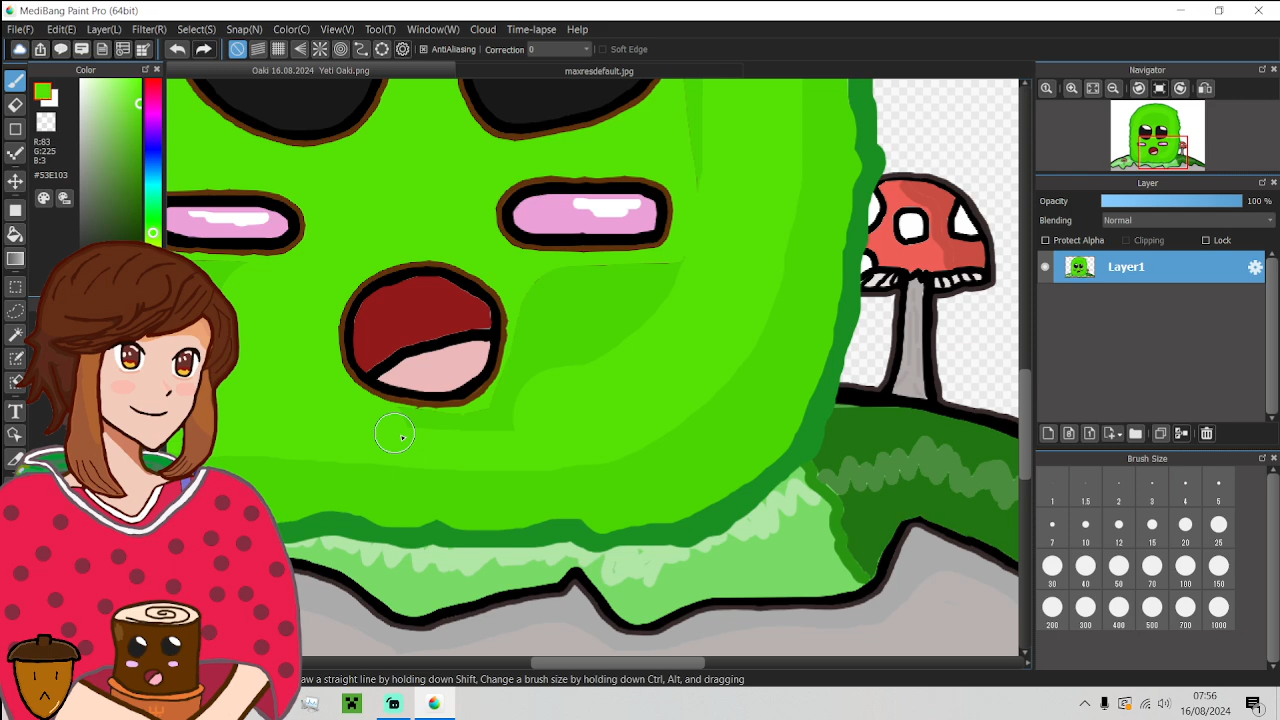 MediBang Paint Pro (64bit)
File(F) Edit(E) Layer(L) Filter(R) Select(S) Snap(N) Color(C) View(V) Tool(T) Window(W) Cloud Time-lapse Help
AntiAliasing Correction 0 Soft Edge
Color
Oaki 16.08.2024 Yeti Oaki.png
maxresdefault.jpg
Navigator
R:83
G:225
B:3
#53E103
Layer
Opacity 100 %
Blending Normal
Protect Alpha Clipping Lock
Layer1
T
Brush Size
1 1.5 2 3 4 5
7 10 12 15 20 25
30 40 50 70 100 150
200 300 400 500 700 1000
aw a straight line by holding down Shift, Change a brush size by holding down Ctrl, Alt, and dragging
07:56
16/08/2024
1